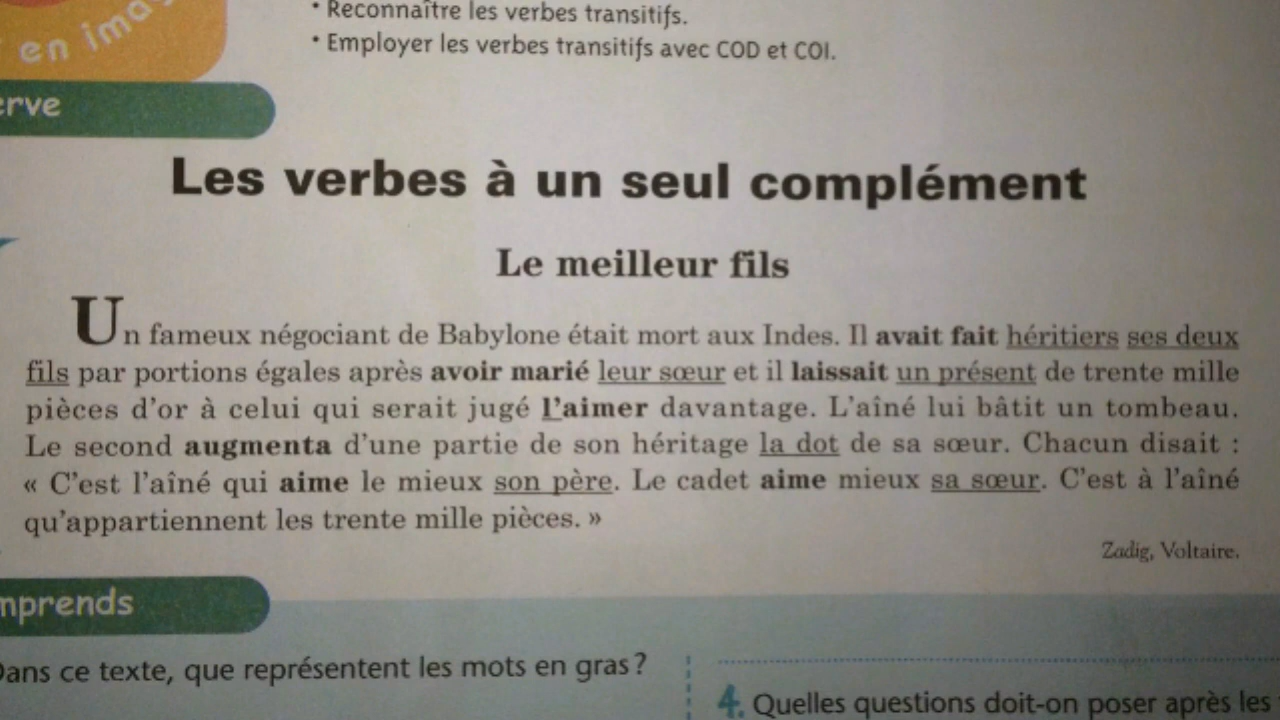 en
• Reconnaître les verbes transitifs.
• Employer les verbes transitifs avec COD et COI.
erve
Les verbes à un seul complément
Le meilleur fils
Un fameux négociant de Babylone était mort aux Indes. Il avait fait héritiers ses deux
fils par portions égales après avoir marié leur sœur et il laissait un présent de trente mille
pièces d'or à celui qui serait jugé l'aimer davantage. L'aîné lui bâtit un tombeau.
Le second augmenta d'une partie de son héritage la dot de sa sœur. Chacun disait :
« C'est l'aîné qui aime le mieux son père. Le cadet aime mieux sa sœur. C'est à l'aîné
qu'appartiennent les trente mille pièces. »
Zadig, Voltaire.
mprends
Dans ce texte, que représentent les mots en gras ?
4. Quelles questions doit-on poser après les